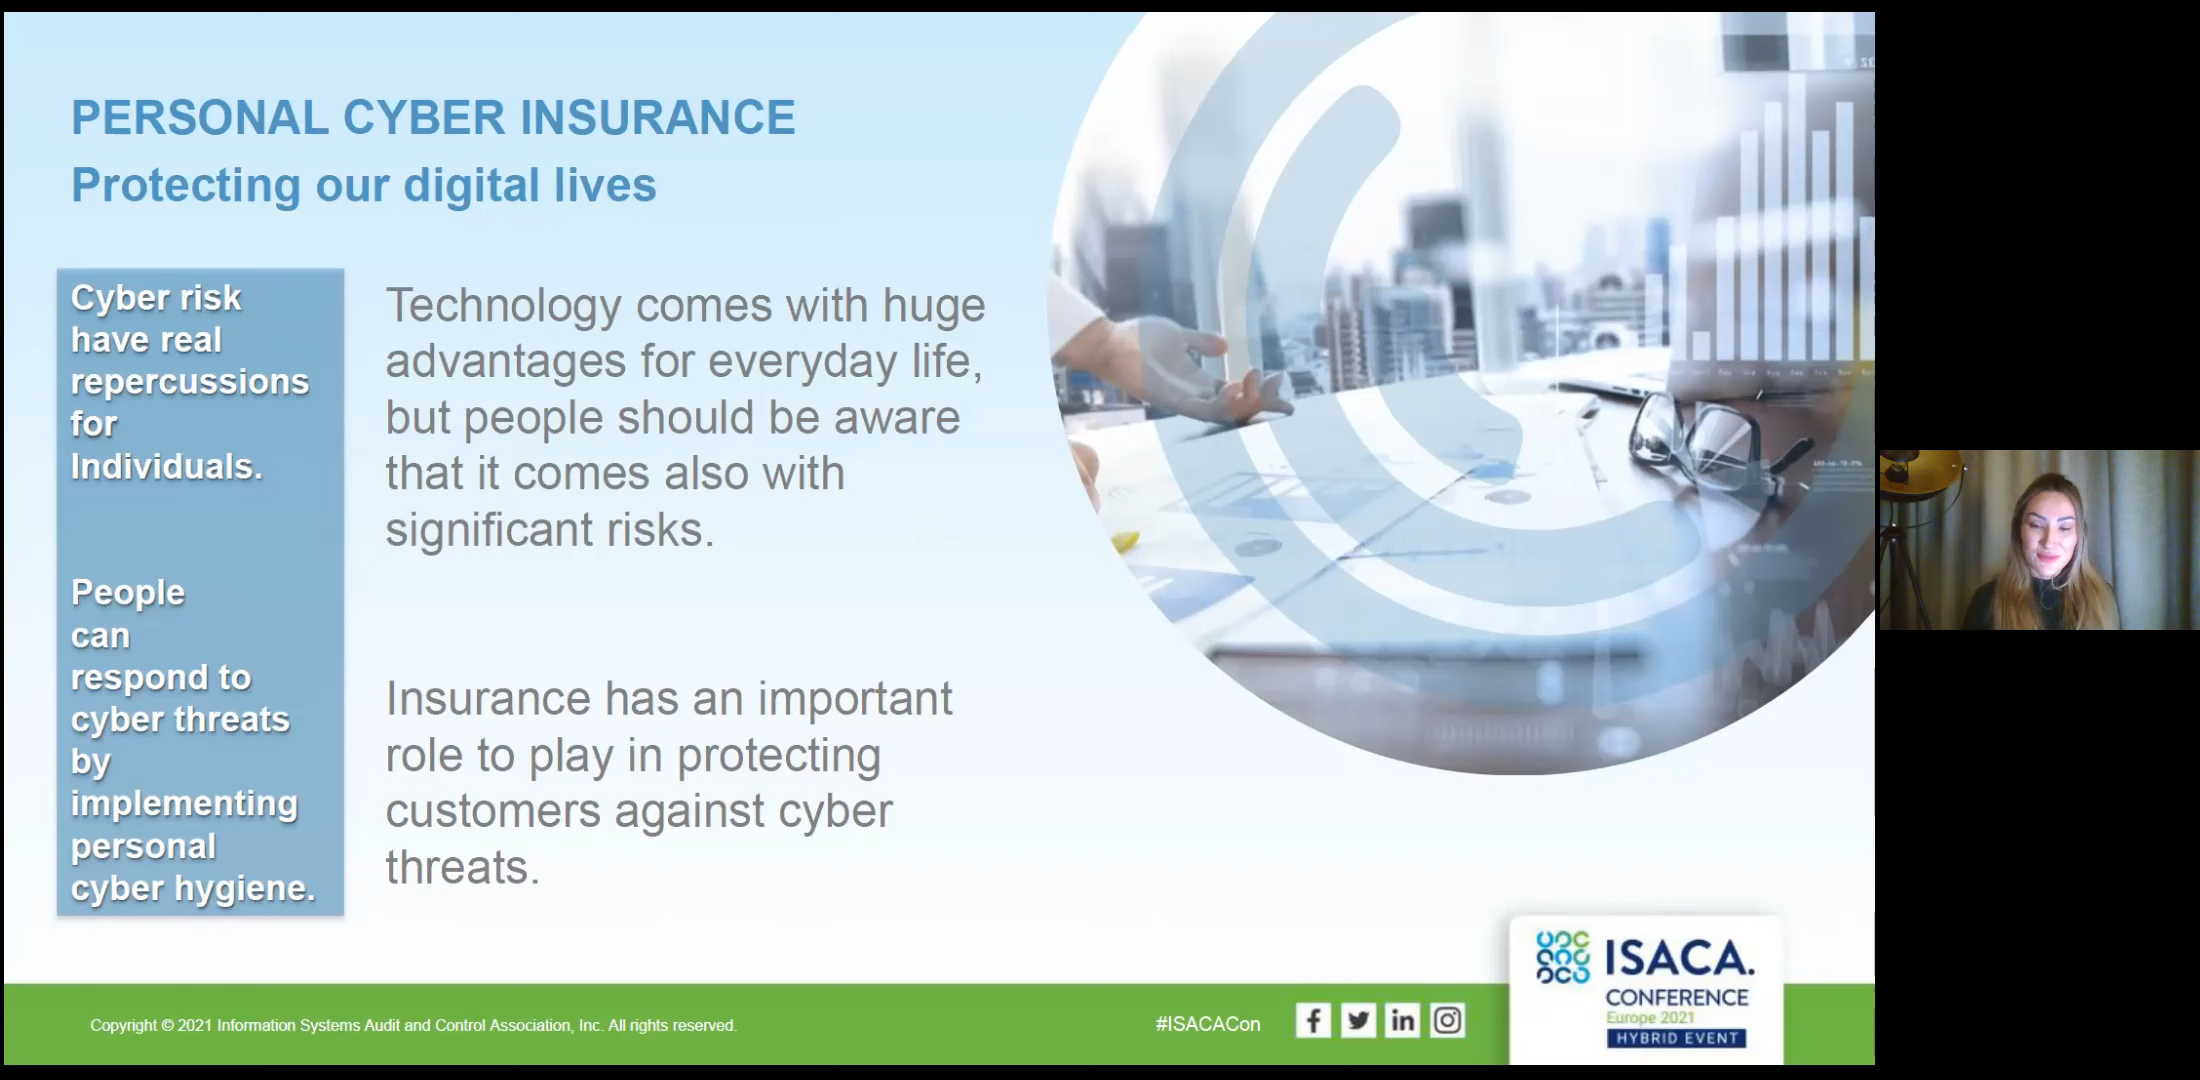 PERSONAL CYBER INSURANCE
Protecting our digital lives
Cyber risk
have real
repercussions
for
Individuals.
People
can
respond to
cyber threats
by
implementing
personal
cyber hygiene.
Technology comes with huge
advantages for everyday life,
but people should be aware
that it comes also with
significant risks.
Insurance has an important
role to play in protecting
customers against cyber
threats.
Copyright © 2021 Information Systems Audit and Control Association, Inc. All rights reserved.
#ISACACon
ISACA.
CONFERENCE
Europe 2021
HYBRID EVENT